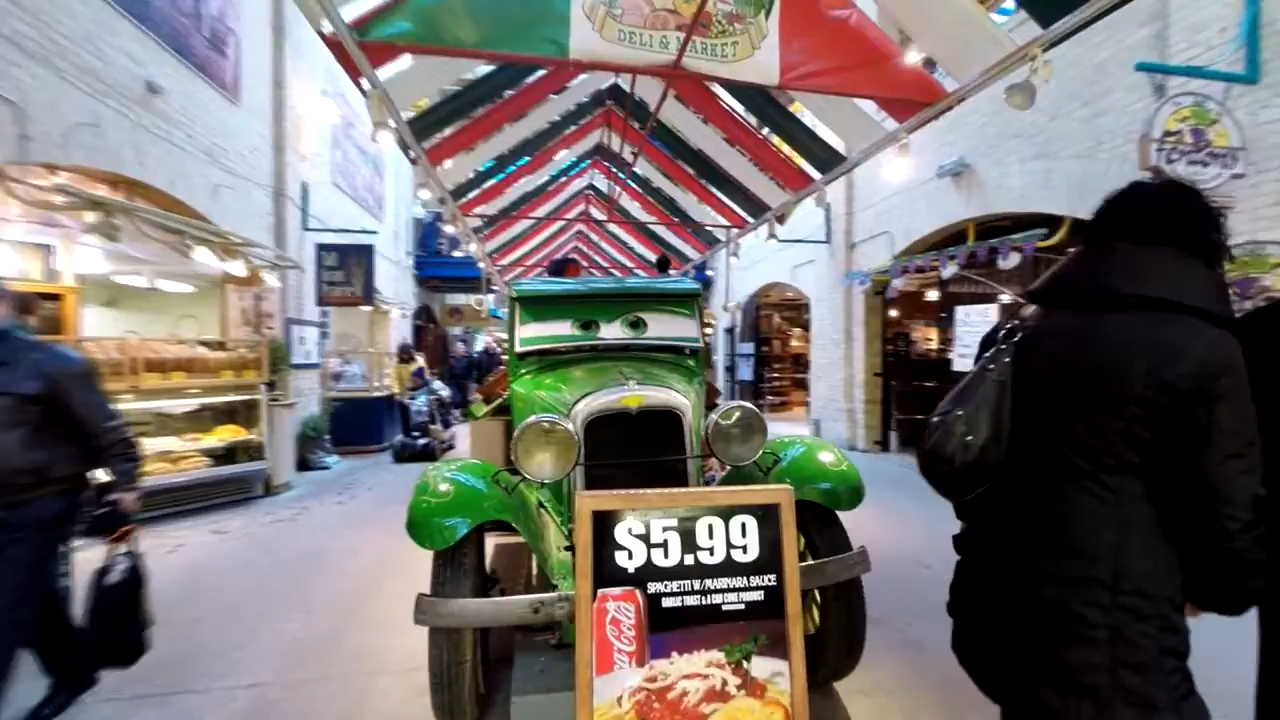 DELI & MARKET
$5.99
SPAGHETTI W/MARINARA SAUCE
GARLIC TOAST & A CAN COKE PRODUCT
Coca-Cola